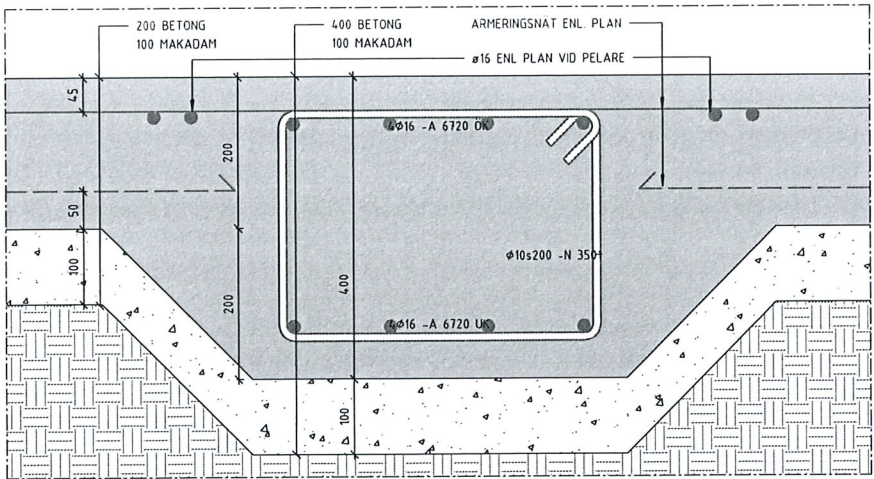 200 BETONG
100 MAKADAM
400 BETONG
100 MAKADAM
ARMERINGSNÄT ENL. PLAN
ø16 ENL PLAN VID PELARE
45
200
50
100
200
400
100
4ø16 -A 6720 ÖK
ø10s200 -N 350
4ø16 -A 6720 UK